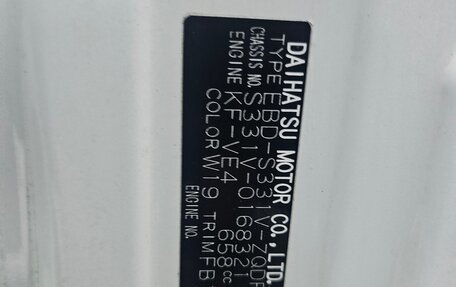 DAIHATSU MOTOR CO.,LTD.
TYPE EBD-S331V-ZQDF
CHASSIS NO. S331V-0168321
ENGINE KF-VE4 658cc
COLOR W19 TRIM FB
ENGINE NO.